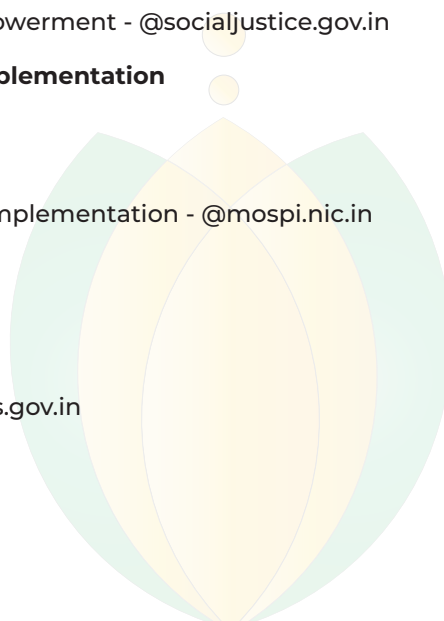 owerment - @socialjustice.gov.in
plementation
mplementation - @mospi.nic.in
s.gov.in